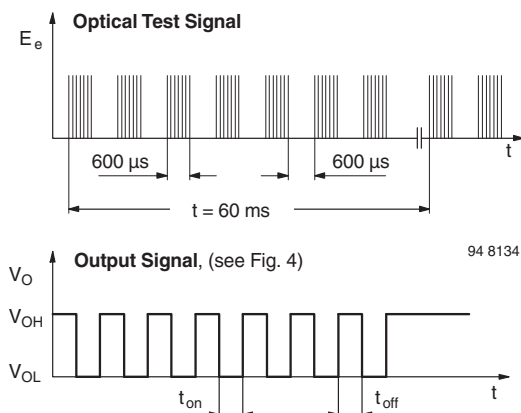 Optical Test Signal
E e
t
600 µs
600 µs
t = 60 ms
94 8134
Output Signal, (see Fig. 4)
V O
V OH
V OL
t on
t off
t